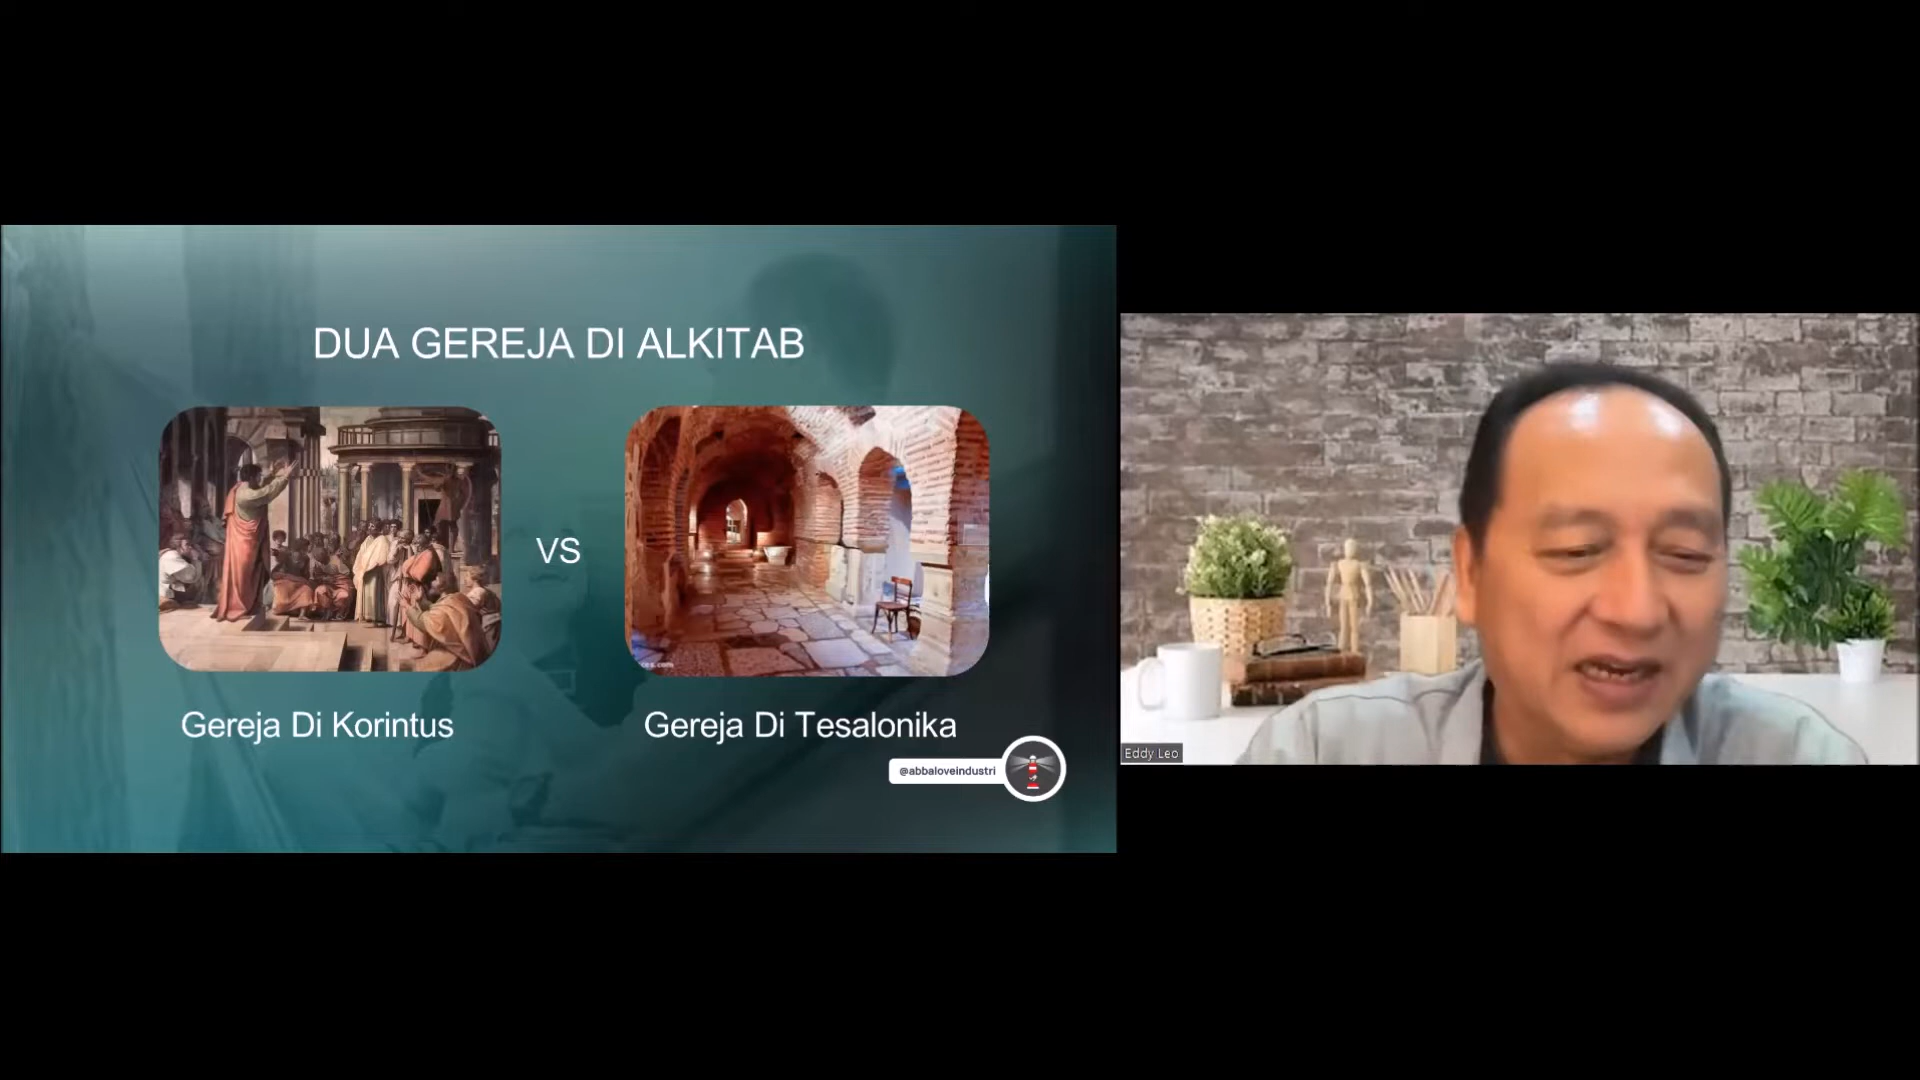 DUA GEREJA DI ALKITAB
VS
Gereja Di Korintus
Gereja Di Tesalonika
@abbaloveindustri
Eddy Leo